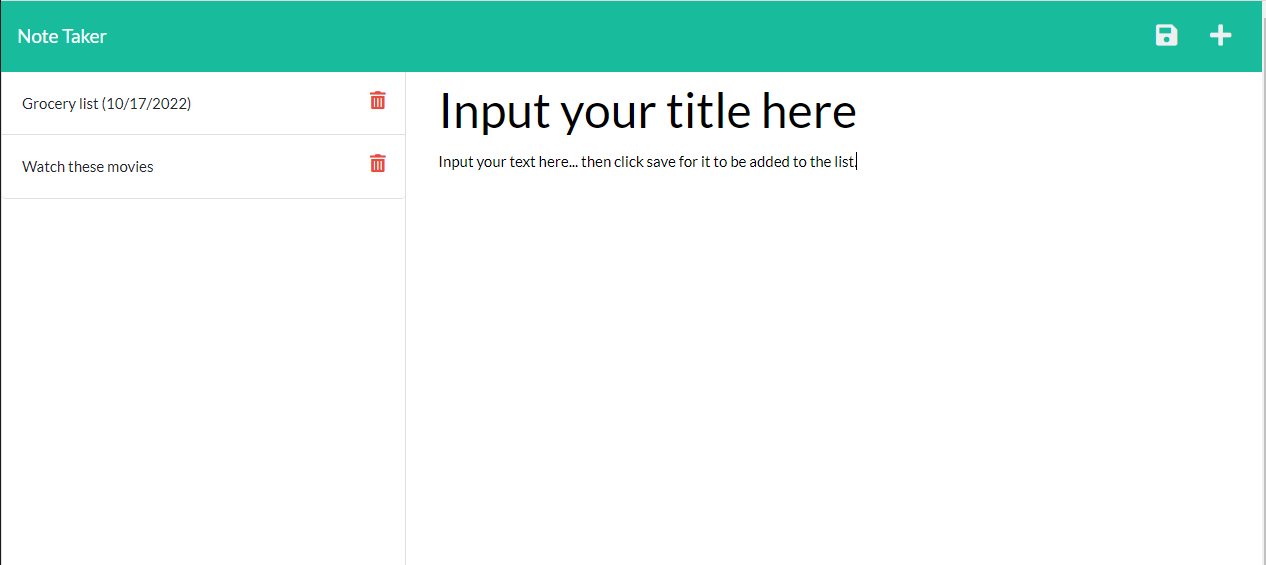 Note Taker
Grocery list (10/17/2022)
Watch these movies
Input your title here
Input your text here... then click save for it to be added to the list.